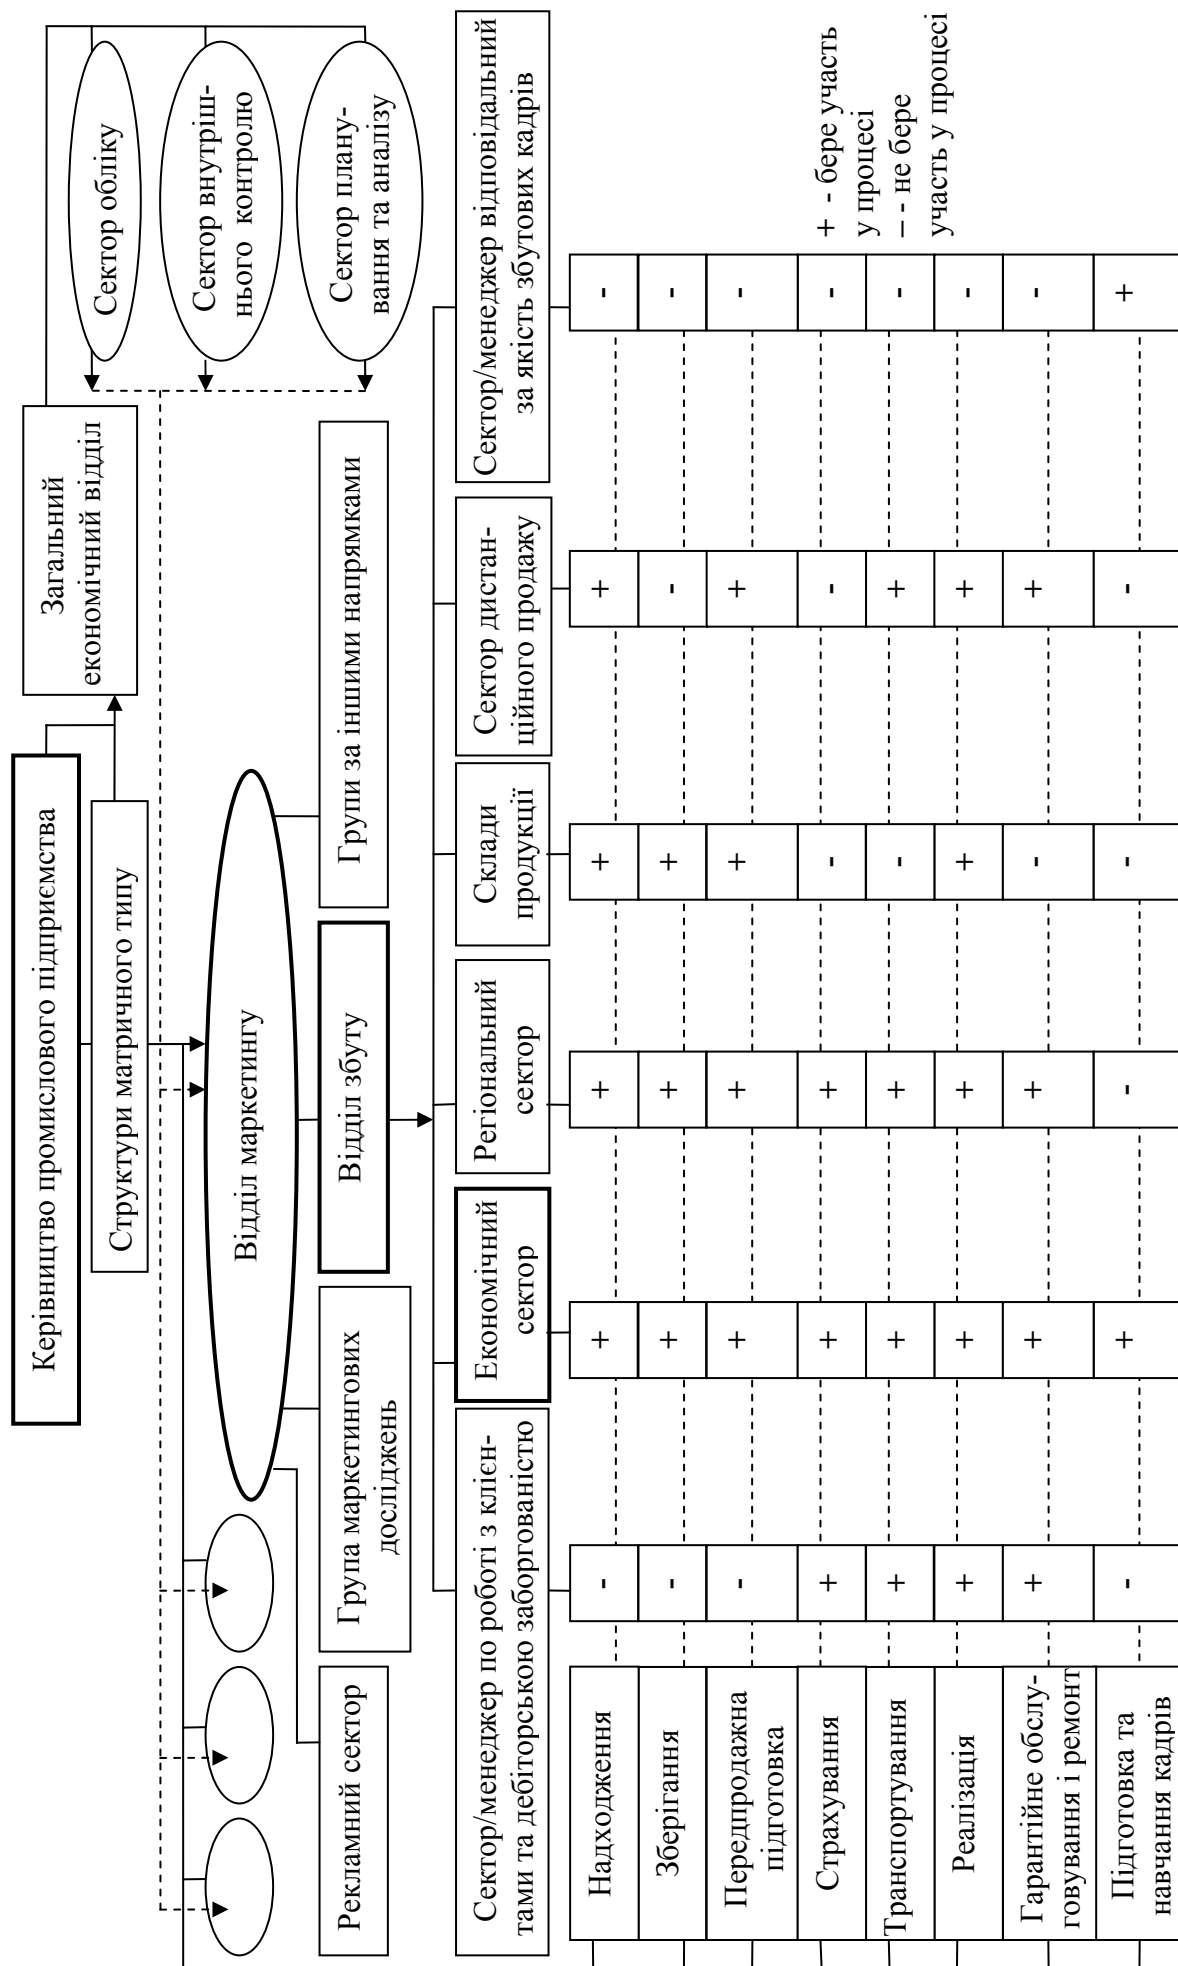 Керівництво промислового підприємства
Структури матричного типу
Загальний
економічний відділ
Сектор обліку
Сектор внутріш-
нього контролю
Сектор плану-
вання та аналізу
Відділ маркетингу
Рекламний сектор
Група маркетингових
досліджень
Відділ збуту
Групи за іншими напрямками
Сектор/менеджер по роботі з клієн-
тами та дебіторською заборгованістю
Економічний
сектор
Регіональний
сектор
Склади
продукції
Сектор дистан-
ційного продажу
Сектор/менеджер відповідальний
за якість збутових кадрів
Надходження
- + + + + -
Зберігання
- + + + - -
Передпродажна
підготовка
- + + + + -
Страхування
+ + + - - -
Транспортування
+ + + - + -
Реалізація
+ + + + + -
Гарантійне обслу-
говування і ремонт
+ + + - + -
Підготовка та
навчання кадрів
- + - - - +
+ - бере участь
у процесі
– - не бере
участь у процесі